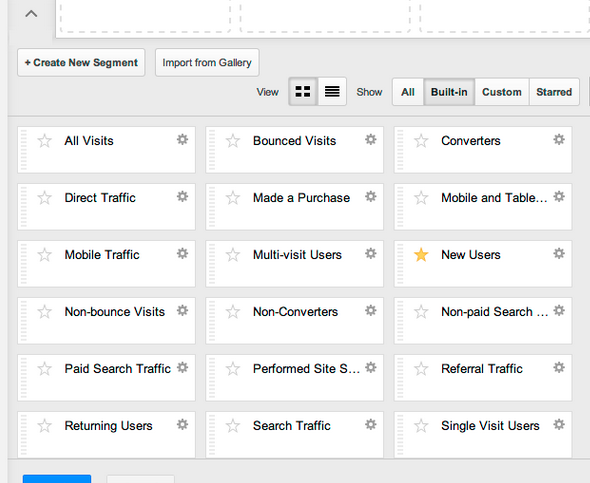 + Create New Segment Import from Gallery
View Show All Built-in Custom Starred
All Visits Bounced Visits Converters
Direct Traffic Made a Purchase Mobile and Table...
Mobile Traffic Multi-visit Users New Users
Non-bounce Visits Non-Converters Non-paid Search ...
Paid Search Traffic Performed Site S... Referral Traffic
Returning Users Search Traffic Single Visit Users